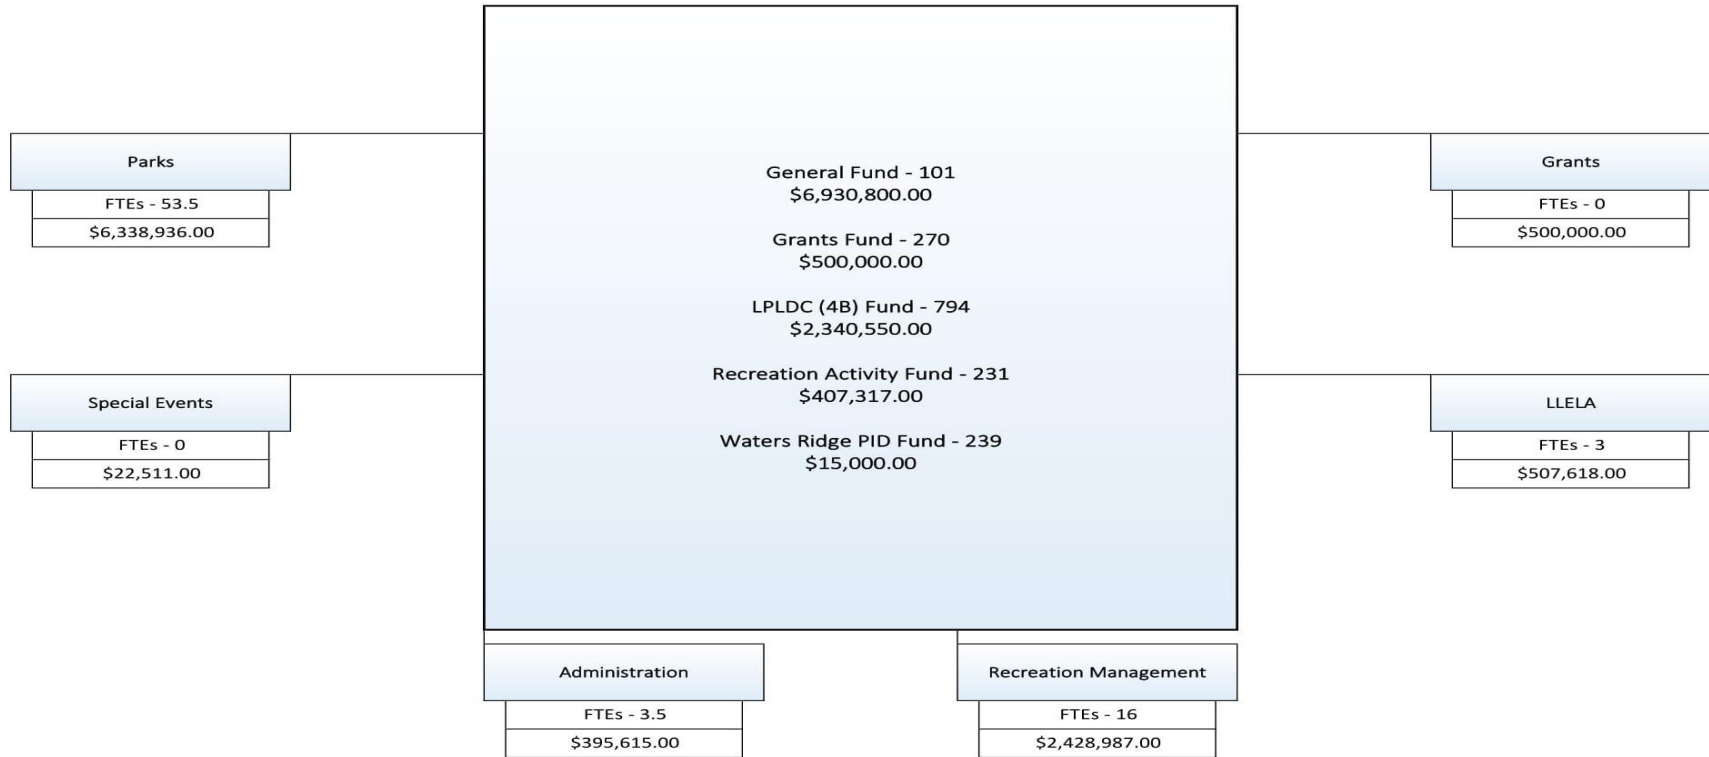 General Fund - 101
$6,930,800.00
Grants Fund - 270
$500,000.00
LPLDC (4B) Fund - 794
$2,340,550.00
Recreation Activity Fund - 231
$407,317.00
Waters Ridge PID Fund - 239
$15,000.00
Parks
FTEs - 53.5
$6,338,936.00
Grants
FTEs - 0
$500,000.00
Special Events
FTEs - 0
$22,511.00
LLELA
FTEs - 3
$507,618.00
Administration
FTEs - 3.5
$395,615.00
Recreation Management
FTEs - 16
$2,428,987.00